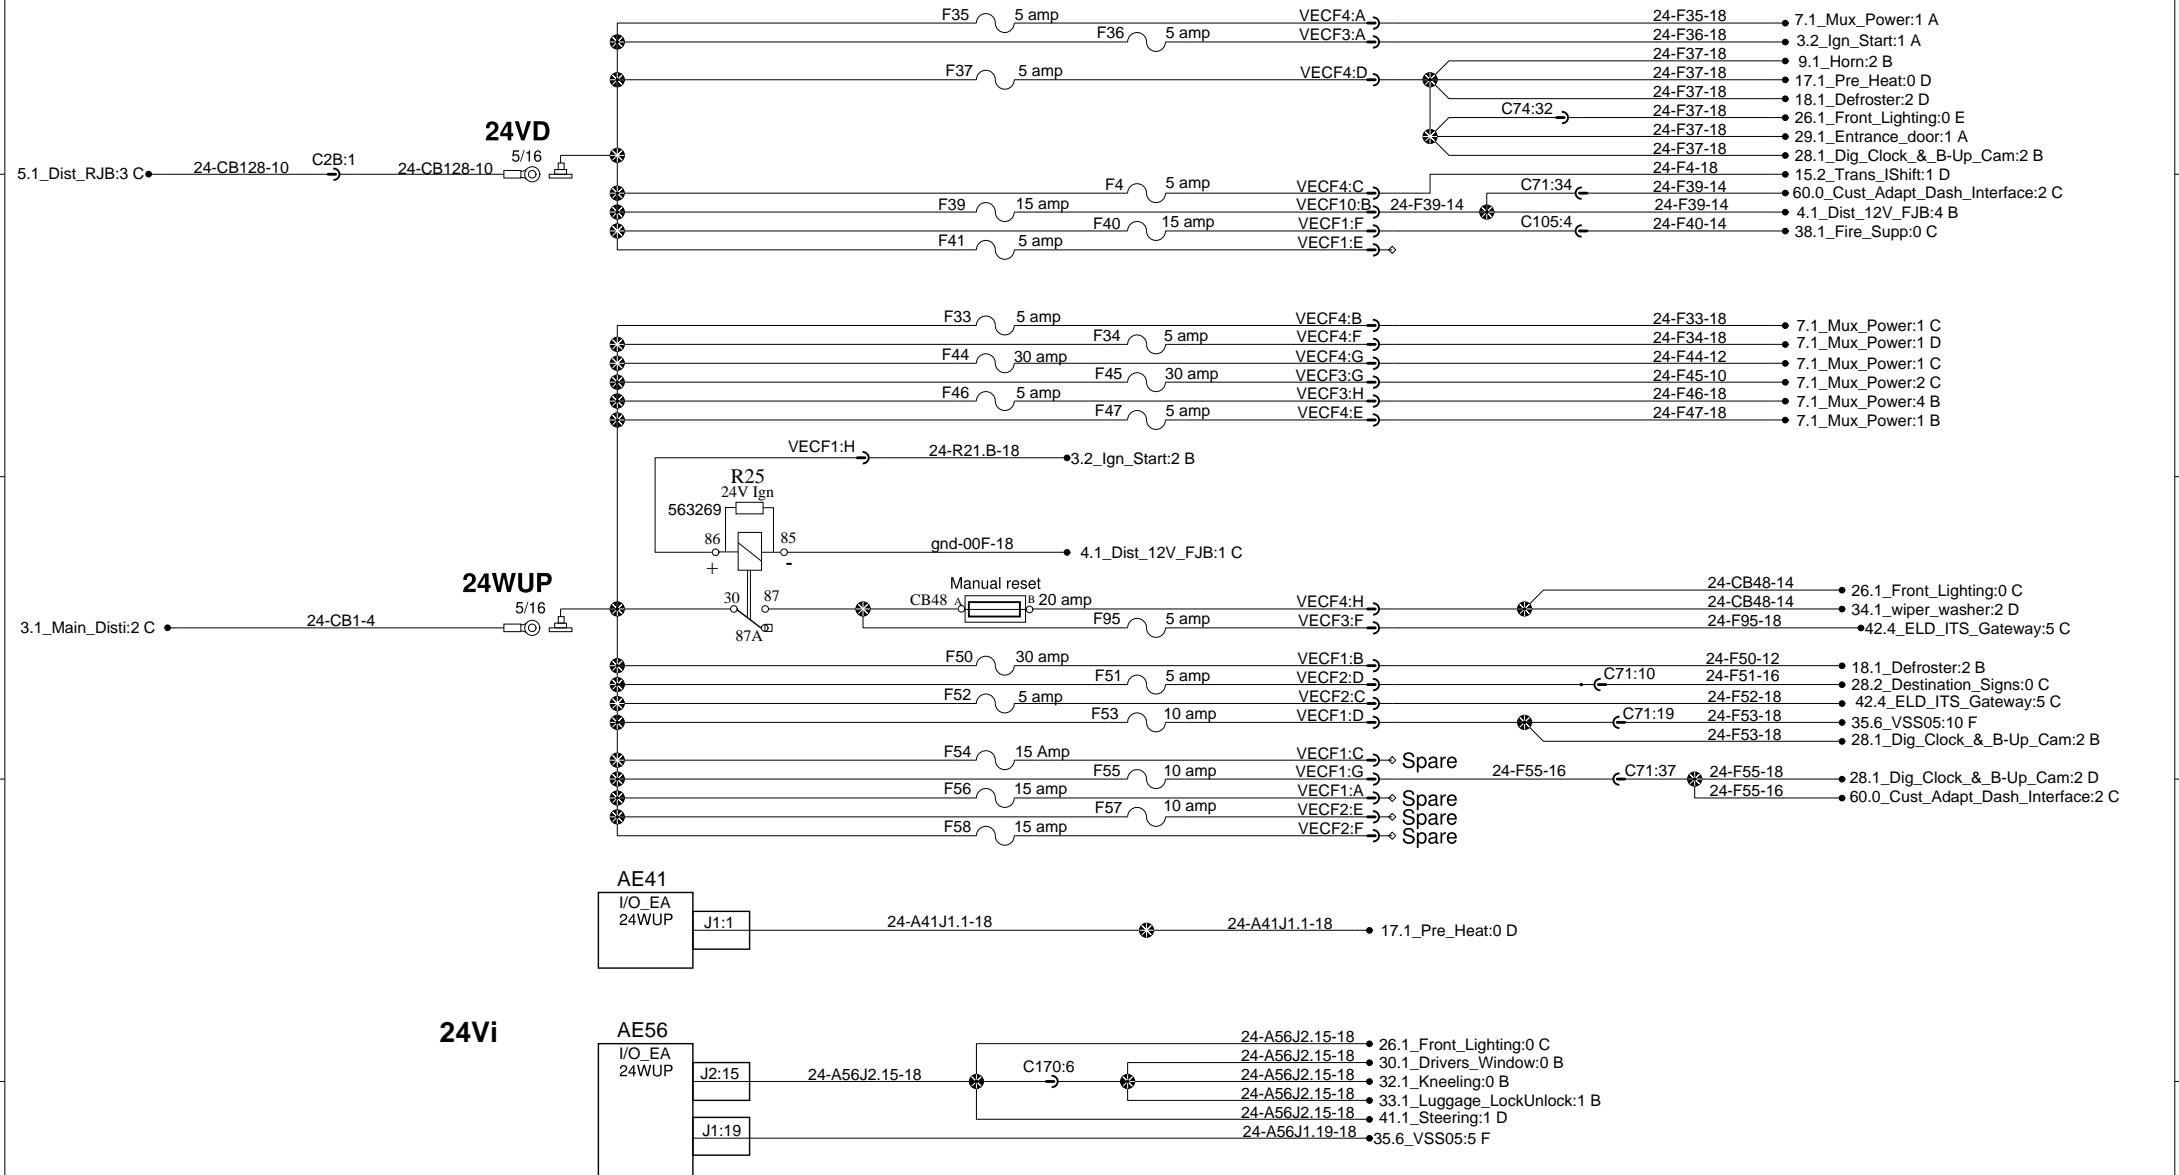 F35 5 amp VECF4:A 24-F35-18 7.1_Mux_Power:1 A
F36 5 amp VECF3:A 24-F36-18 3.2_Ign_Start:1 A
24-F37-18 9.1_Horn:2 B
F37 5 amp VECF4:D 24-F37-18 17.1_Pre_Heat:0 D
24-F37-18 18.1_Defroster:2 D
C74:32 24-F37-18 26.1_Front_Lighting:0 E
24VD 24-F37-18 29.1_Entrance_door:1 A
5/16 24-F37-18 28.1_Dig_Clock_&_B-Up_Cam:2 B
5.1_Dist_RJB:3 C 24-CB128-10 C2B:1 24-CB128-10 24-F4-18 15.2_Trans_IShift:1 D
F4 5 amp VECF4:C C71:34 24-F39-14 60.0_Cust_Adapt_Dash_Interface:2 C
F39 15 amp VECF10:B 24-F39-14 24-F39-14 4.1_Dist_12V_FJB:4 B
F40 15 amp VECF1:F C105:4 24-F40-14 38.1_Fire_Supp:0 C
F41 5 amp VECF1:E
F33 5 amp VECF4:B 24-F33-18 7.1_Mux_Power:1 C
F34 5 amp VECF4:F 24-F34-18 7.1_Mux_Power:1 D
F44 30 amp VECF4:G 24-F44-12 7.1_Mux_Power:1 C
F45 30 amp VECF3:G 24-F45-10 7.1_Mux_Power:2 C
F46 5 amp VECF3:H 24-F46-18 7.1_Mux_Power:4 B
F47 5 amp VECF4:E 24-F47-18 7.1_Mux_Power:1 B
VECF1:H 24-R21.B-18 3.2_Ign_Start:2 B
R25
24V Ign
563269
86 85 gnd-00F-18 4.1_Dist_12V_FJB:1 C
+ -
24WUP Manual reset 24-CB48-14 26.1_Front_Lighting:0 C
5/16 30 87 CB48 A B 20 amp VECF4:H 24-CB48-14 34.1_wiper_washer:2 D
3.1_Main_Disti:2 C 24-CB1-4 87A F95 5 amp VECF3:F 24-F95-18 42.4_ELD_ITS_Gateway:5 C
F50 30 amp VECF1:B 24-F50-12 18.1_Defroster:2 B
F51 5 amp VECF2:D C71:10 24-F51-16 28.2_Destination_Signs:0 C
F52 5 amp VECF2:C 24-F52-18 42.4_ELD_ITS_Gateway:5 C
F53 10 amp VECF1:D C71:19 24-F53-18 35.6_VSS05:10 F
24-F53-18 28.1_Dig_Clock_&_B-Up_Cam:2 B
F54 15 Amp VECF1:C Spare
F55 10 amp VECF1:G 24-F55-16 C71:37 24-F55-18 28.1_Dig_Clock_&_B-Up_Cam:2 D
F56 15 amp VECF1:A Spare 24-F55-16 60.0_Cust_Adapt_Dash_Interface:2 C
F57 10 amp VECF2:E Spare
F58 15 amp VECF2:F Spare
AE41
I/O_EA
24WUP
J1:1 24-A41J1.1-18 24-A41J1.1-18 17.1_Pre_Heat:0 D
24Vi AE56
I/O_EA 24-A56J2.15-18 26.1_Front_Lighting:0 C
24WUP 24-A56J2.15-18 30.1_Drivers_Window:0 B
J2:15 24-A56J2.15-18 C170:6 24-A56J2.15-18 32.1_Kneeling:0 B
24-A56J2.15-18 33.1_Luggage_LockUnlock:1 B
24-A56J2.15-18 41.1_Steering:1 D
J1:19 24-A56J1.19-18 35.6_VSS05:5 F